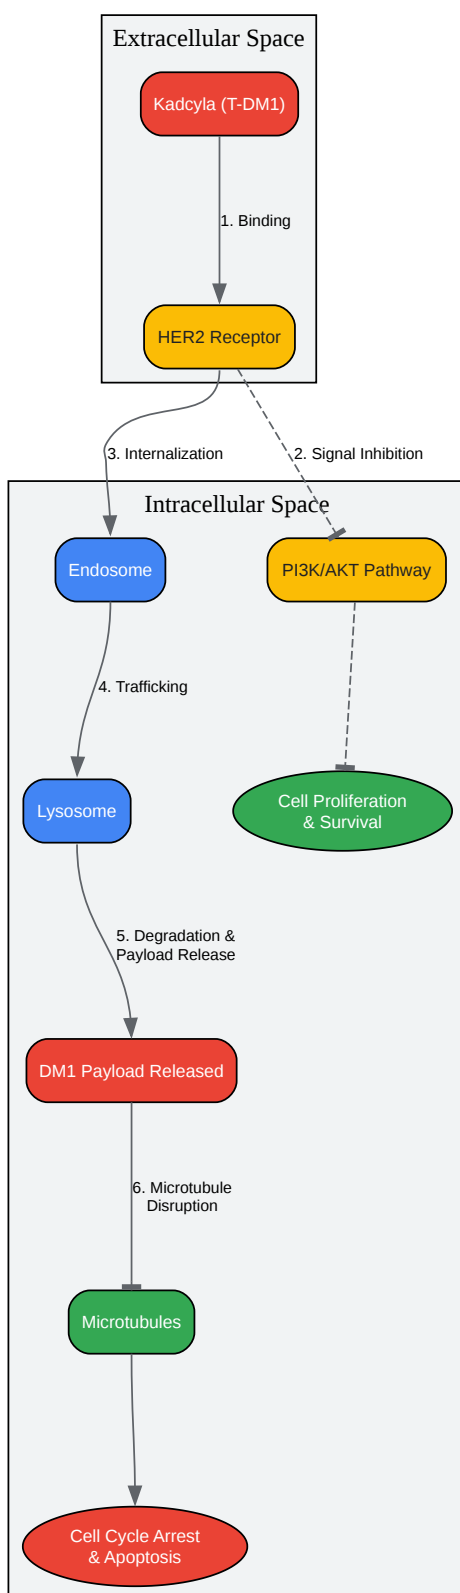 Extracellular Space
Kadcyla (T-DM1)
1. Binding
HER2 Receptor
3. Internalization
2. Signal Inhibition
Intracellular Space
Endosome
PI3K/AKT Pathway
4. Trafficking
Lysosome
Cell Proliferation
& Survival
5. Degradation &
Payload Release
DM1 Payload Released
6. Microtubule
Disruption
Microtubules
Cell Cycle Arrest
& Apoptosis